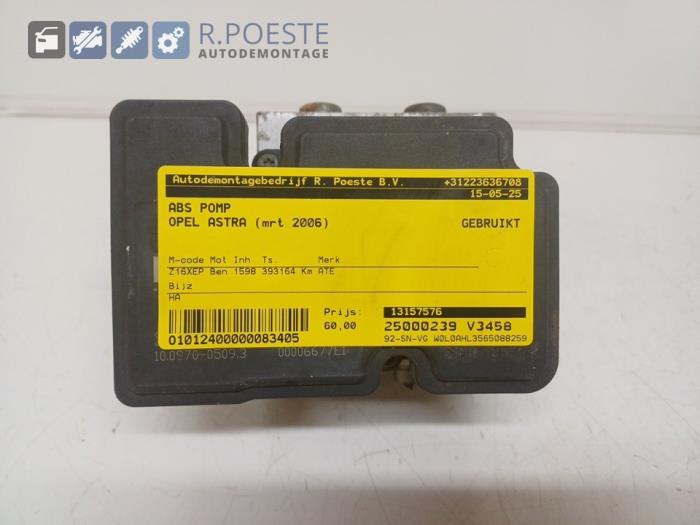 R.POESTE
AUTODEMONTAGE
Autodemontagebedrijf R. Poeste B.V. +31223636708
15-05-25
ABS POMP
OPEL ASTRA (mrt 2006) GEBRUIKT
M-code Mot Inh Ts. Merk
Z16XEP Ben 1598 393164 Km ATE
Bijz
HA
Prijs: 13157576
60,00 25000239 V3458
01012400000083405 92-SN-VG W0L0AHL3565088259
10.0970-0509.3 00006677E1